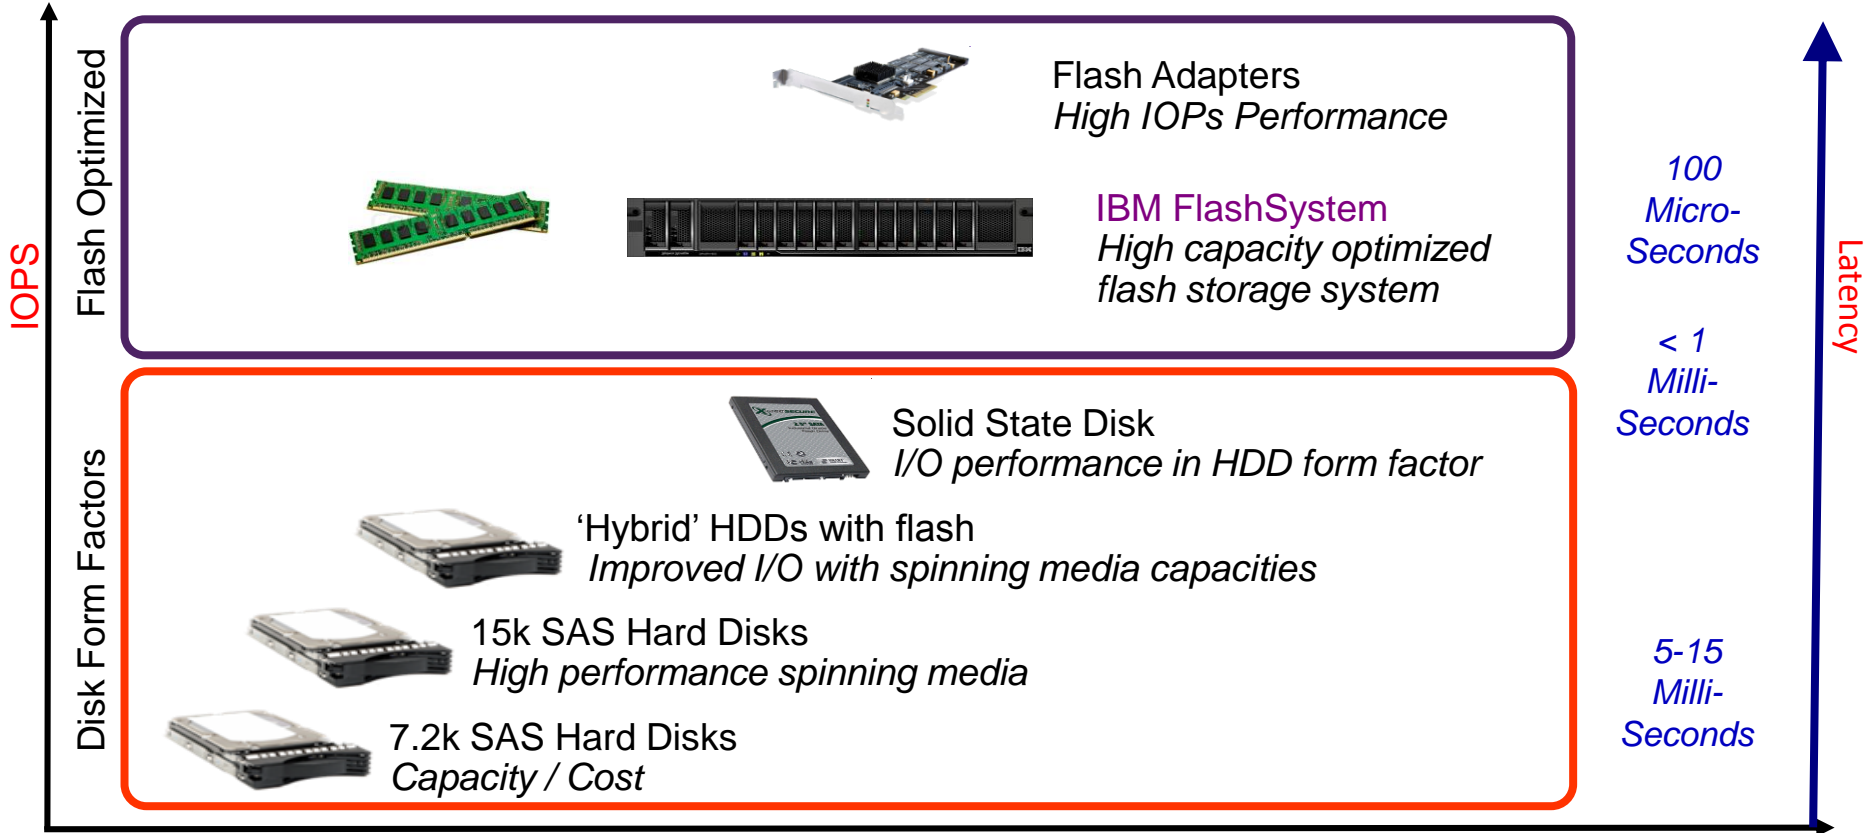 IOPS
Flash Optimized
Flash Adapters
High IOPs Performance
IBM FlashSystem
High capacity optimized
flash storage system
100
Micro-
Seconds
Latency
< 1
Milli-
Seconds
Disk Form Factors
Solid State Disk
I/O performance in HDD form factor
‘Hybrid’ HDDs with flash
Improved I/O with spinning media capacities
15k SAS Hard Disks
High performance spinning media
5-15
Milli-
Seconds
7.2k SAS Hard Disks
Capacity / Cost